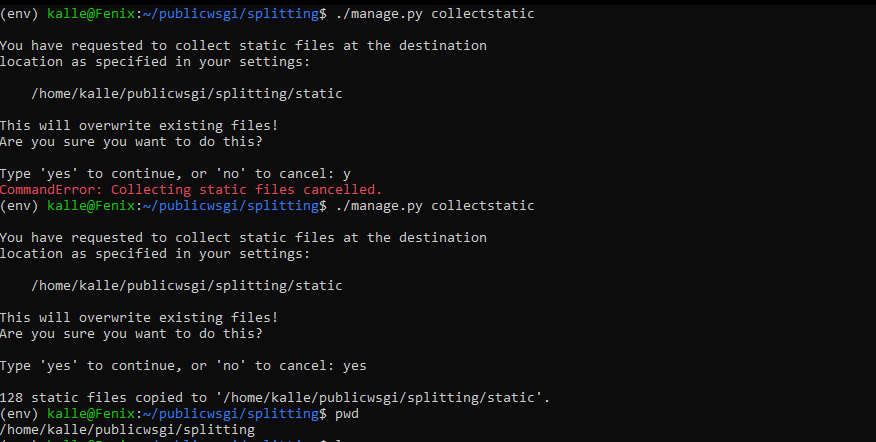 (env) kalle@Fenix:~/publicwsgi/splitting$ ./manage.py collectstatic
You have requested to collect static files at the destination
location as specified in your settings:
/home/kalle/publicwsgi/splitting/static
This will overwrite existing files!
Are you sure you want to do this?
Type 'yes' to continue, or 'no' to cancel: y
CommandError: Collecting static files cancelled.
(env) kalle@Fenix:~/publicwsgi/splitting$ ./manage.py collectstatic
You have requested to collect static files at the destination
location as specified in your settings:
/home/kalle/publicwsgi/splitting/static
This will overwrite existing files!
Are you sure you want to do this?
Type 'yes' to continue, or 'no' to cancel: yes
128 static files copied to '/home/kalle/publicwsgi/splitting/static'.
(env) kalle@Fenix:~/publicwsgi/splitting$ pwd
/home/kalle/publicwsgi/splitting